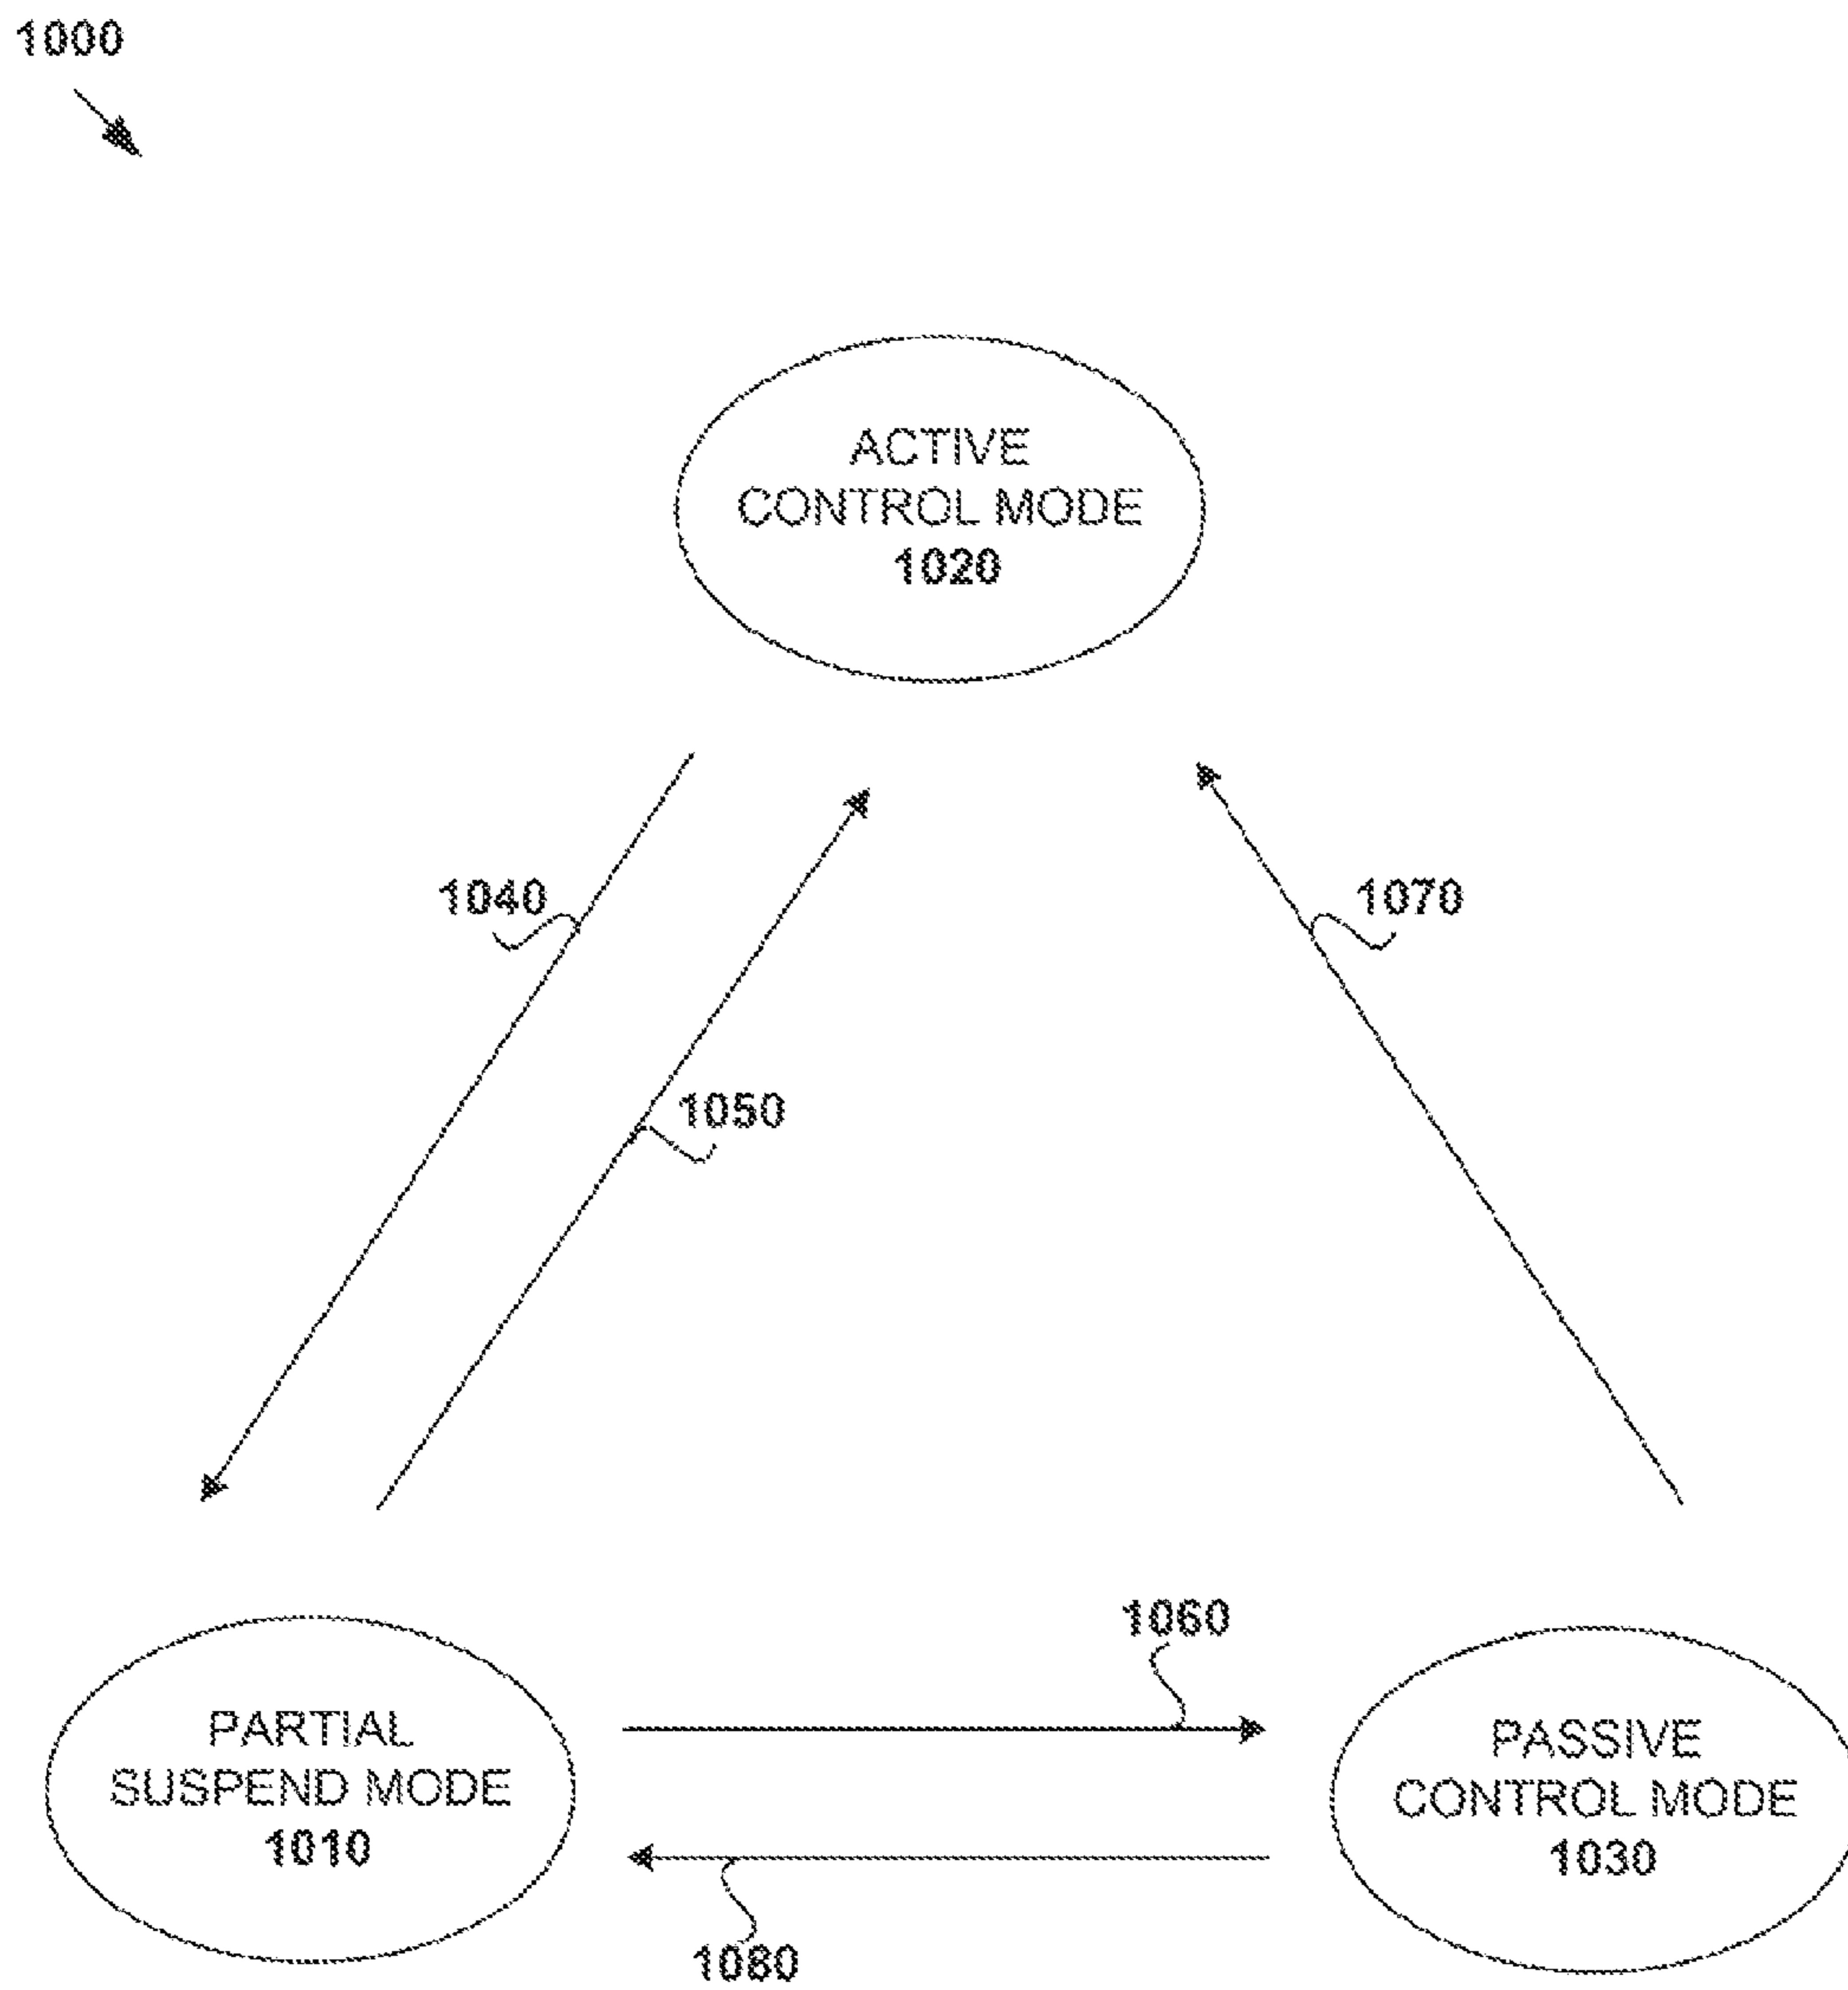 1000
ACTIVE
CONTROL MODE
1020
1040
1070
1050
1060
PARTIAL
SUSPEND MODE
1010
PASSIVE
CONTROL MODE
1030
1080